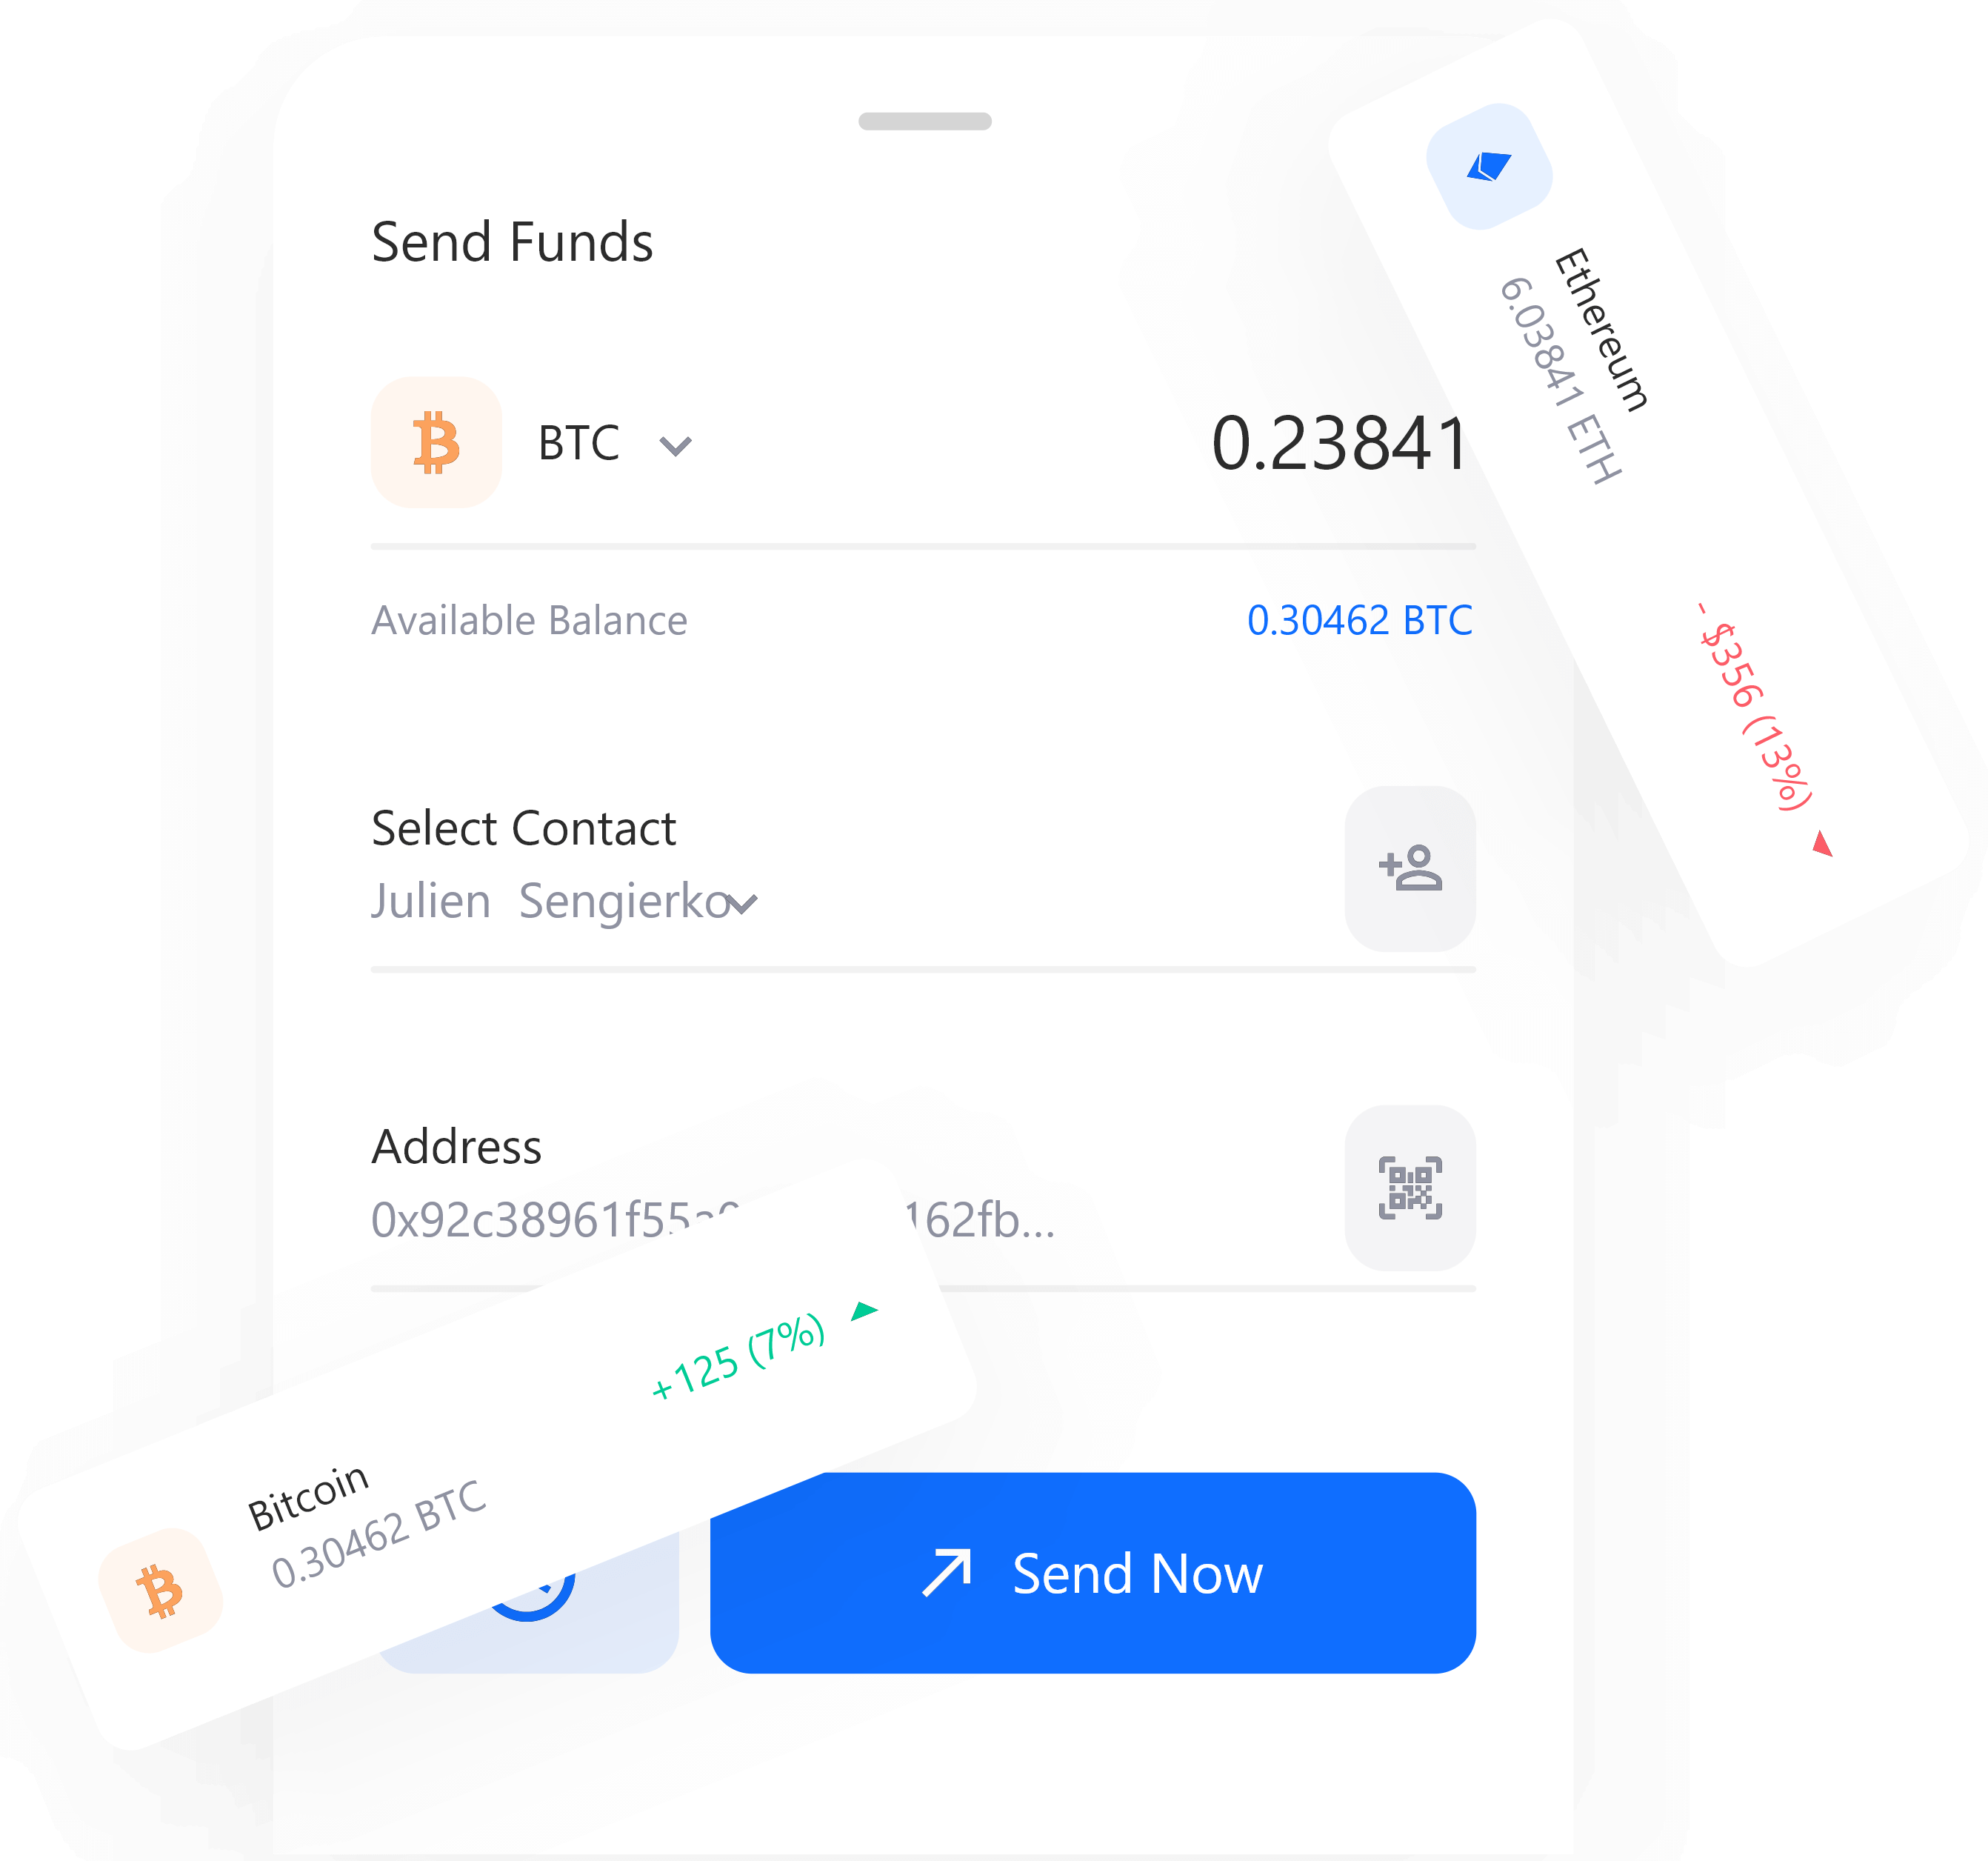 Send Funds
BTC
0.23841
Available Balance
0.30462 BTC
Select Contact
Julien Sengierko
Address
0x92c38961f55
162fb...
Send Now
Ethereum
6.03841 ETH
- $356 (13%)
Bitcoin
0.30462 BTC
+125 (7%)